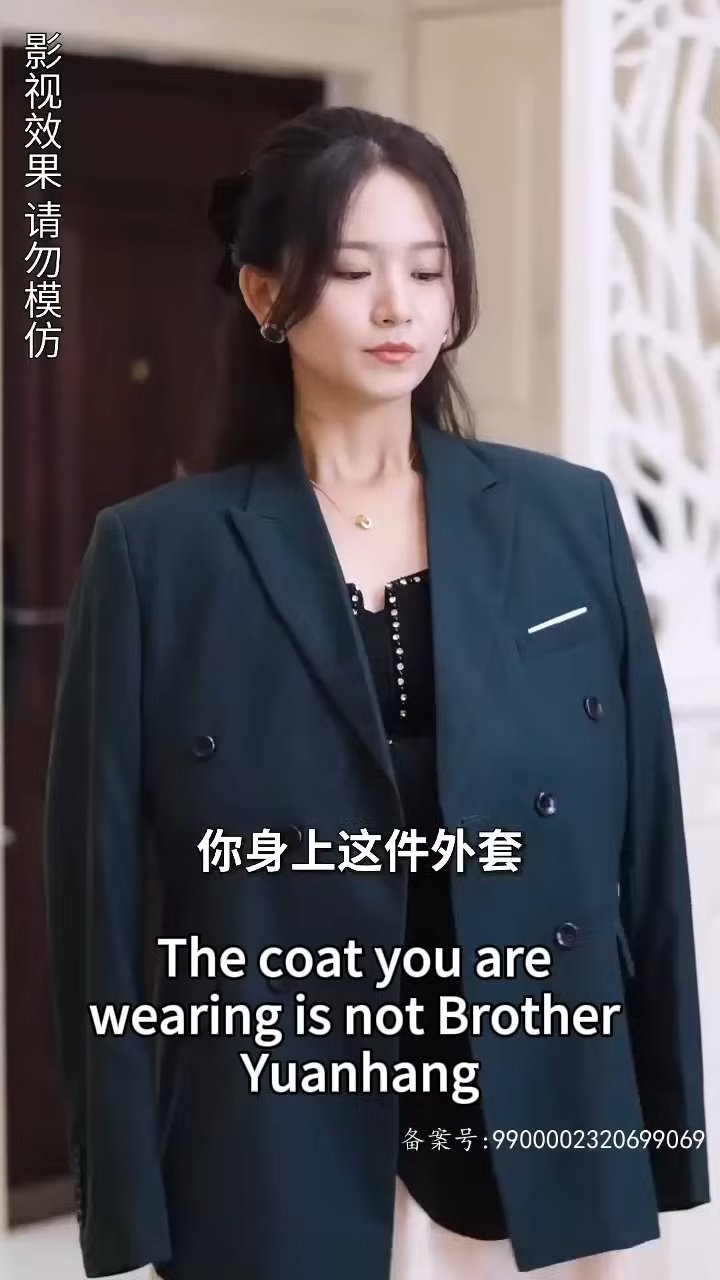 影视效果 请勿模仿
你身上这件外套
The coat you are
wearing is not Brother
Yuanhang
备案号:9900002320699069